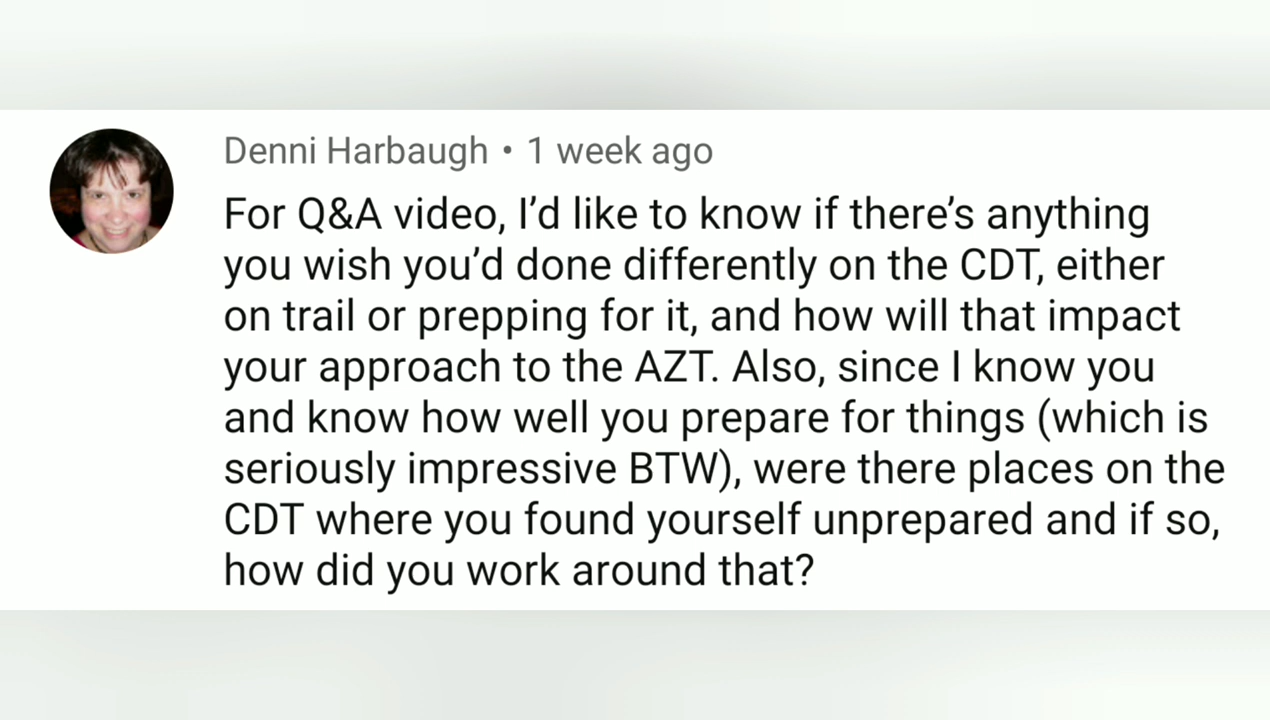 Denni Harbaugh • 1 week ago
For Q&A video, I’d like to know if there’s anything
you wish you’d done differently on the CDT, either
on trail or prepping for it, and how will that impact
your approach to the AZT. Also, since I know you
and know how well you prepare for things (which is
seriously impressive BTW), were there places on the
CDT where you found yourself unprepared and if so,
how did you work around that?